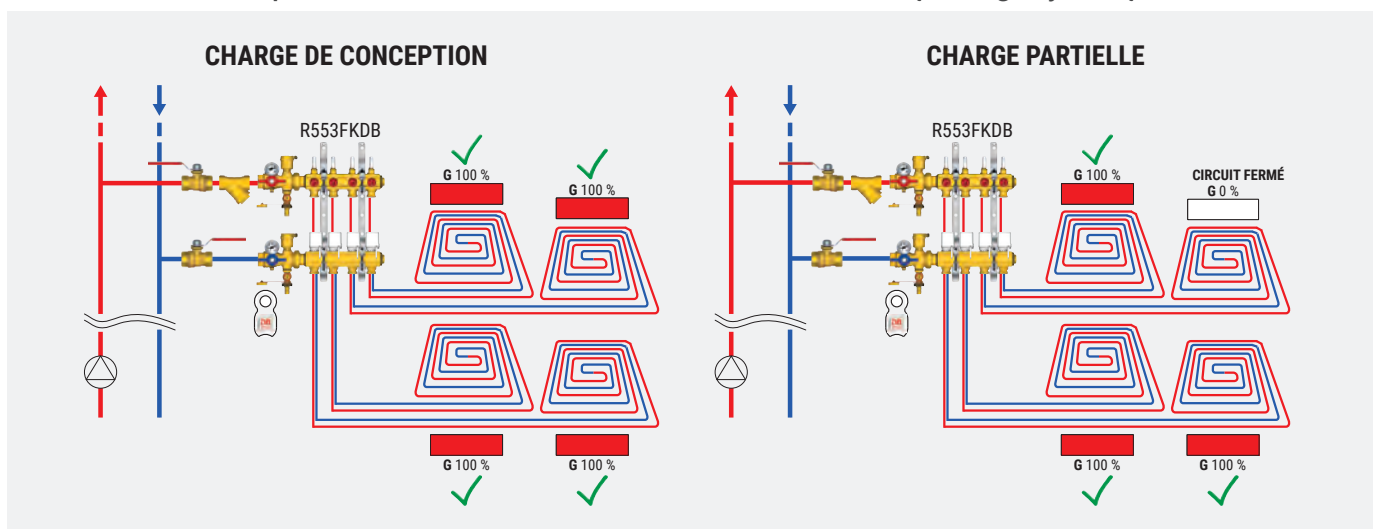 CHARGE DE CONCEPTION
R553FKDB
G 100 %
G 100 %
G 100 %
G 100 %
CHARGE PARTIELLE
R553FKDB
G 100 %
CIRCUIT FERMÉ
G 0 %
G 100 %
G 100 %